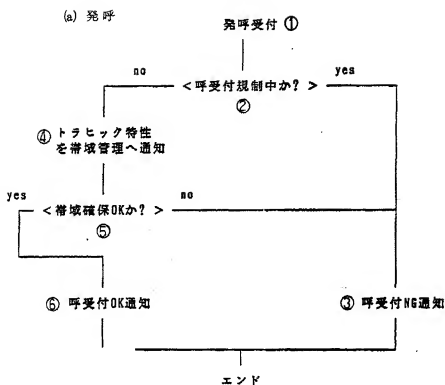 (a) 発呼
発呼受付 ①
no
＜呼受付規制中か？＞
yes
②
④ トラヒック特性
を帯域管理へ通知
yes
＜帯域確保OKか？＞
no
⑤
⑥ 呼受付OK通知
③ 呼受付NG通知
エンド